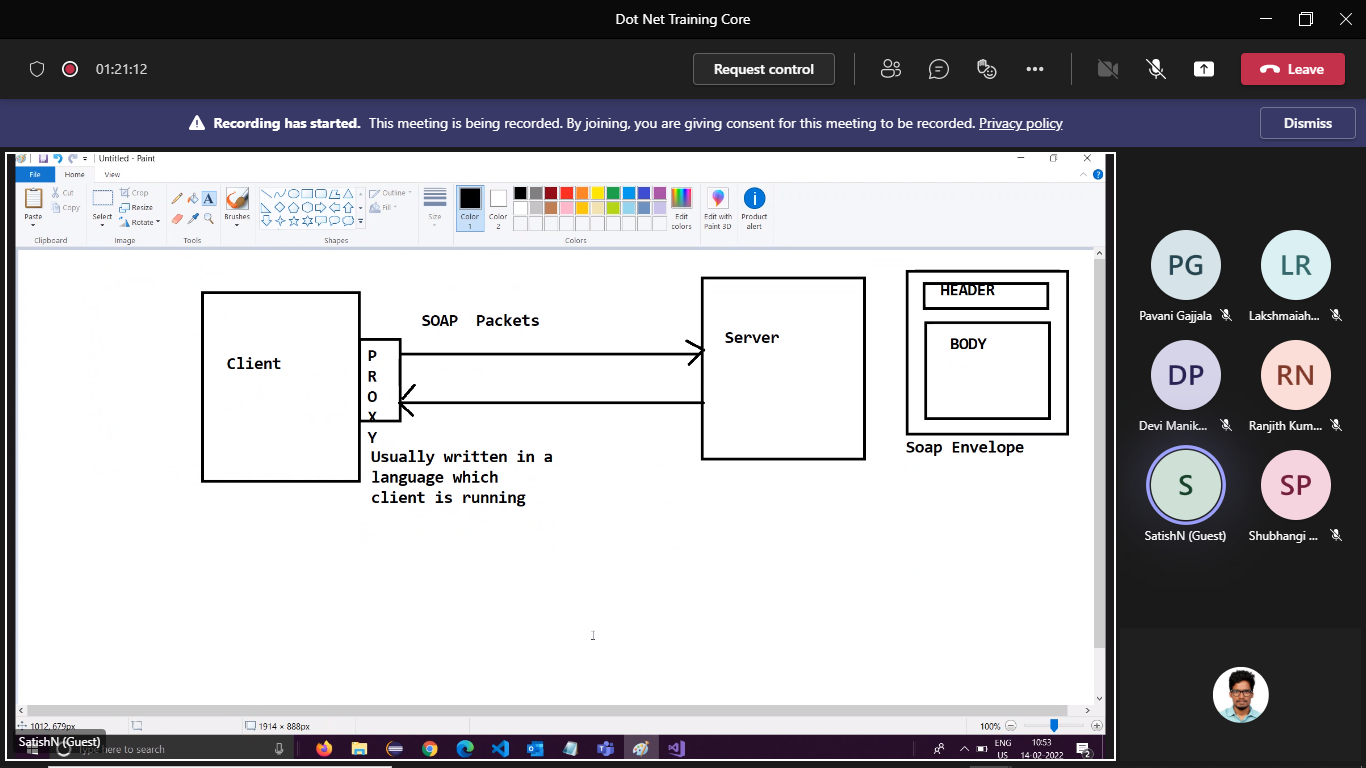 Dot Net Training Core
01:21:12
Request control
Leave
Recording has started. This meeting is being recorded. By joining, you are giving consent for this meeting to be recorded. Privacy policy
Dismiss
Untitled - Paint
File Home View
Paste
Cut
Copy
Clipboard
Select
Crop
Resize
Rotate
Image
A
Tools
Brushes
Shapes
Outline
Fill
Size
Color 1
Color 2
Edit colors
Colors
Edit with Paint 3D
Product alert
Client
P
R
O
X
Y
SOAP Packets
Usually written in a
language which
client is running
Server
HEADER
BODY
Soap Envelope
1012, 679px
1914 × 888px
100%
SatishN (Guest)
here to search
ENG
US
10:53
14-02-2022
2
PG
Pavani Gajjala
LR
Lakshmaiah...
DP
Devi Manik...
RN
Ranjith Kum...
S
SatishN (Guest)
SP
Shubhangi ...